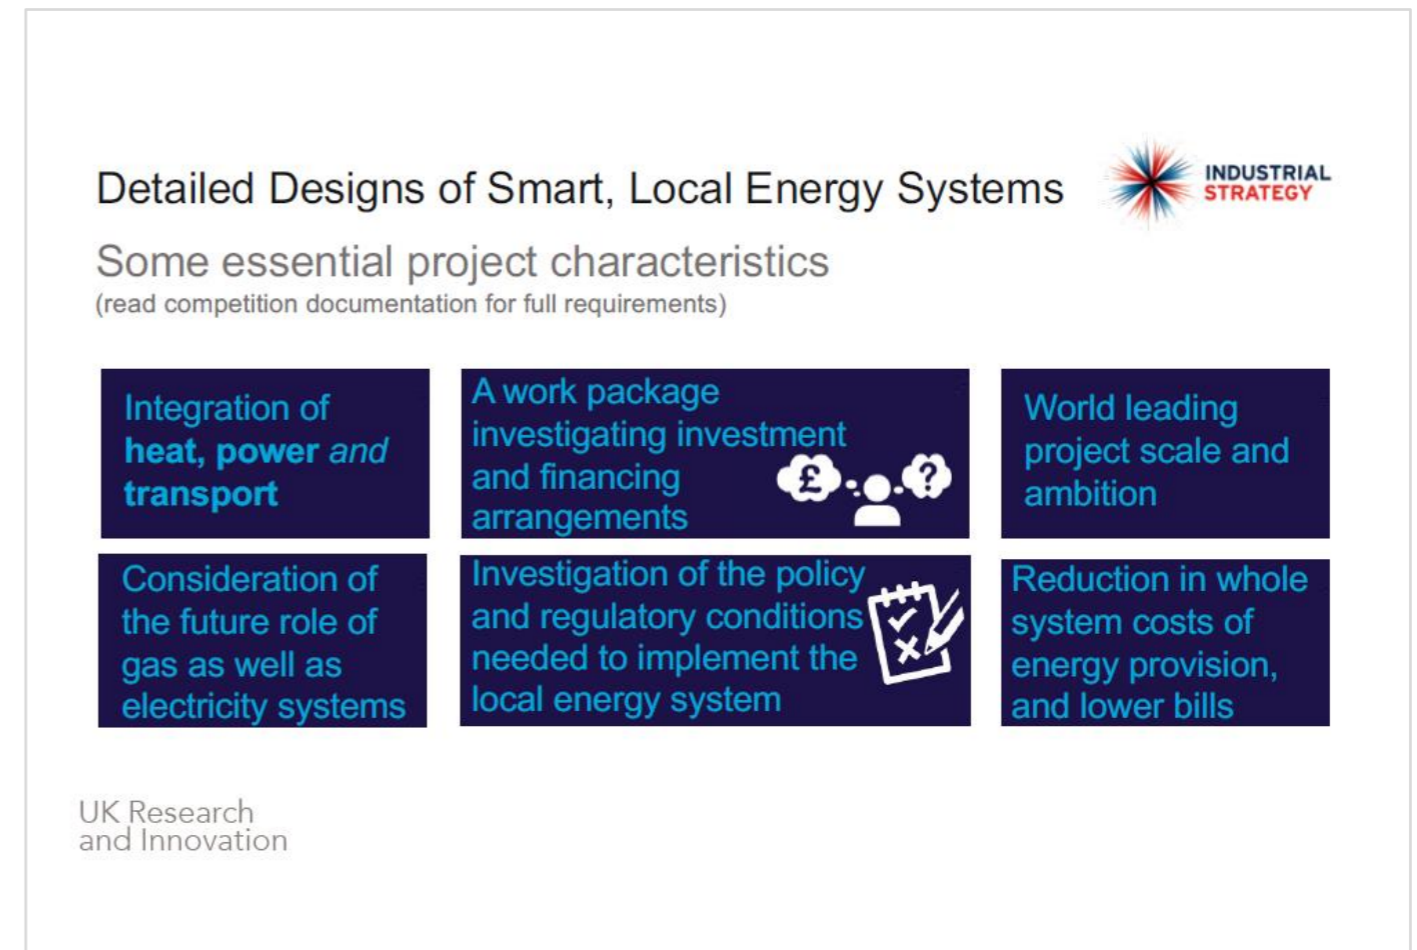 Detailed Designs of Smart, Local Energy Systems
INDUSTRIAL
STRATEGY
Some essential project characteristics
(read competition documentation for full requirements)
Integration of
heat, power and
transport
A work package
investigating investment
and financing
arrangements
£
?
World leading
project scale and
ambition
Consideration of
the future role of
gas as well as
electricity systems
Investigation of the policy
and regulatory conditions
needed to implement the
local energy system
Reduction in whole
system costs of
energy provision,
and lower bills
UK Research
and Innovation